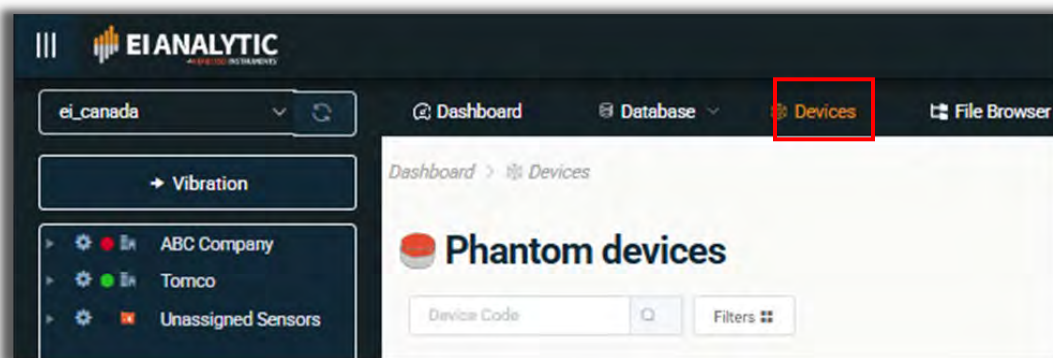 EI ANALYTIC
ei_canada
Dashboard
Database
Devices
File Browser
Vibration
Dashboard > Devices
ABC Company
Tomco
Unassigned Sensors
Phantom devices
Device Code
Filters